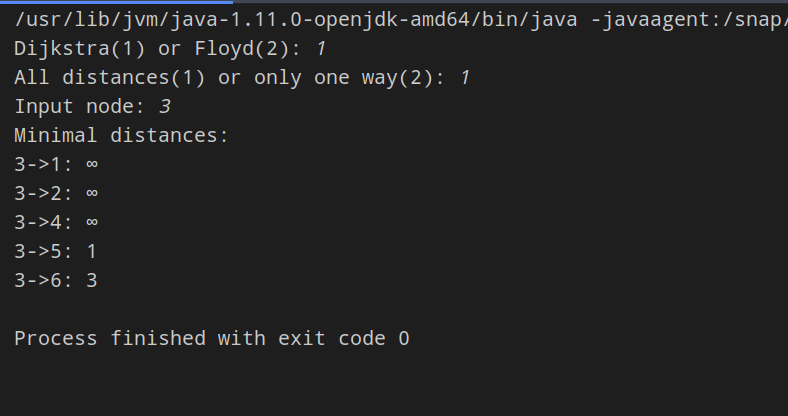 /usr/lib/jvm/java-1.11.0-openjdk-amd64/bin/java -javaagent:/snap/
Dijkstra(1) or Floyd(2): 1
All distances(1) or only one way(2): 1
Input node: 3
Minimal distances:
3->1: ∞
3->2: ∞
3->4: ∞
3->5: 1
3->6: 3
Process finished with exit code 0